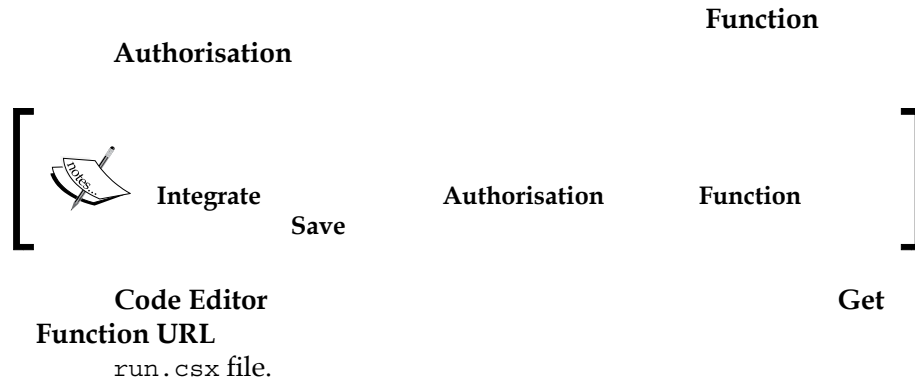 Function
Authorisation
notes...
Integrate Authorisation Function
Save
Code Editor Get
Function URL
run.csx file.